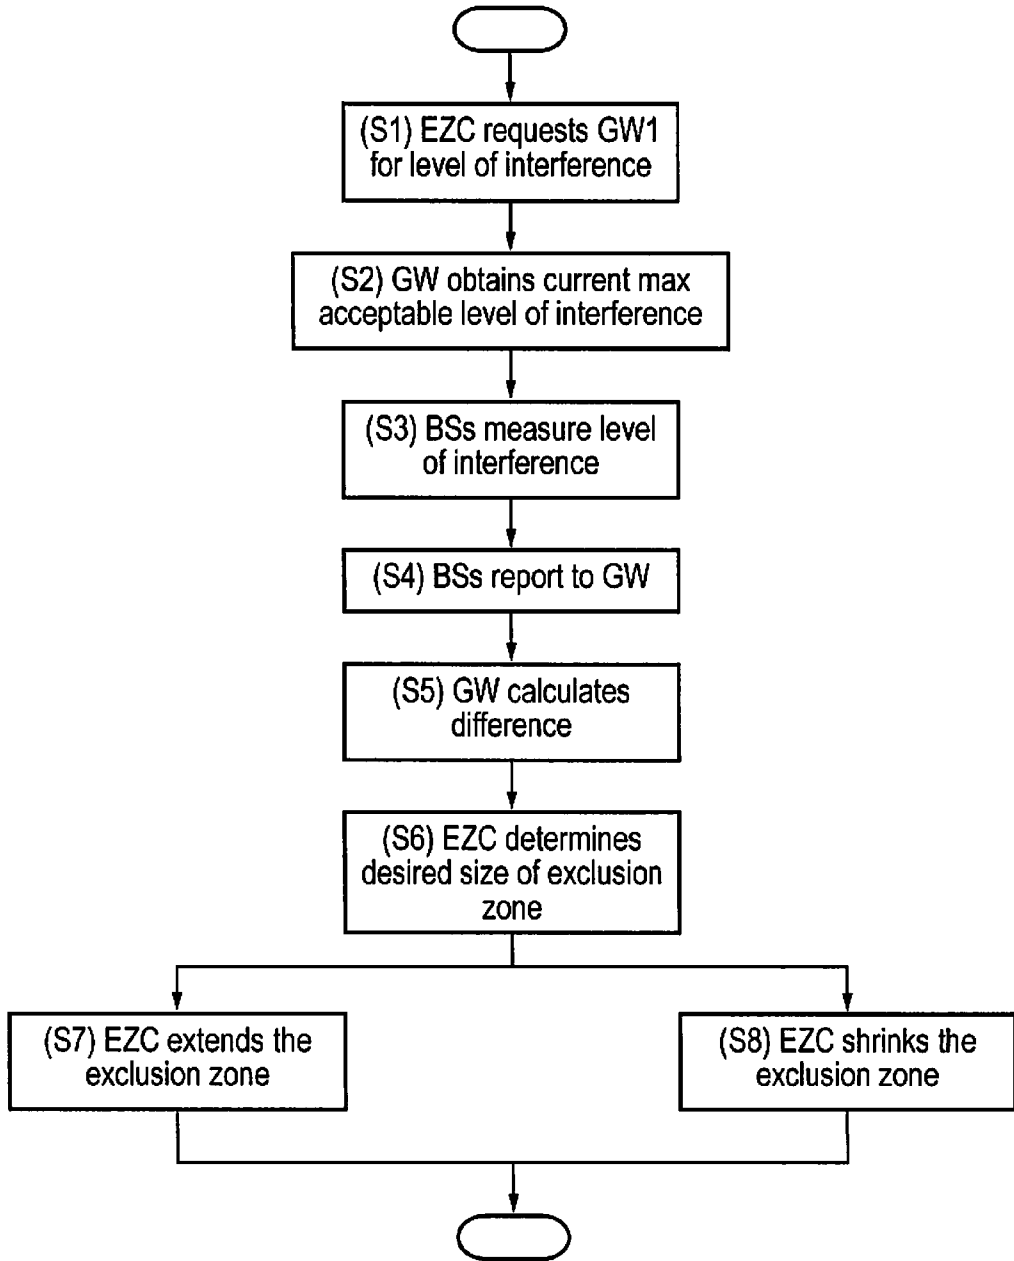 (S1) EZC requests GW1
for level of interference
(S2) GW obtains current max
acceptable level of interference
(S3) BSs measure level
of interference
(S4) BSs report to GW
(S5) GW calculates
difference
(S6) EZC determines
desired size of exclusion
zone
(S7) EZC extends the
exclusion zone
(S8) EZC shrinks the
exclusion zone